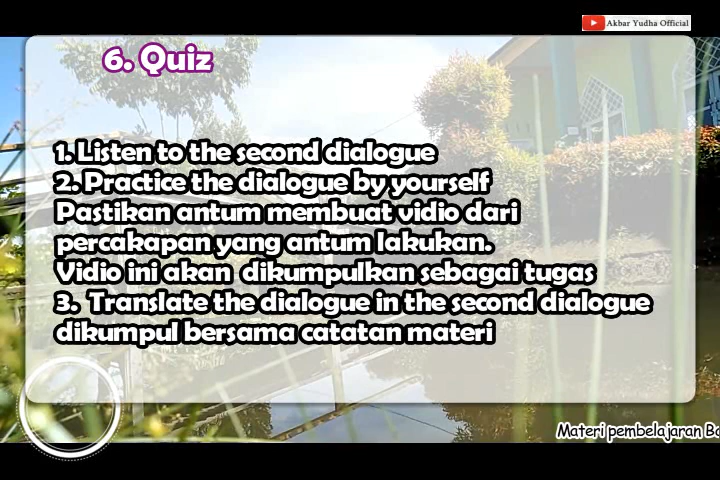 Akbar Yudha Official
6. Quiz
1. Listen to the second dialogue
2. Practice the dialogue by yourself
Pastikan antum membuat vidio dari
percakapan yang antum lakukan.
Vidio ini akan dikumpulkan sebagai tugas
3. Translate the dialogue in the second dialogue
dikumpul bersama catatan materi
Materi pembelajaran